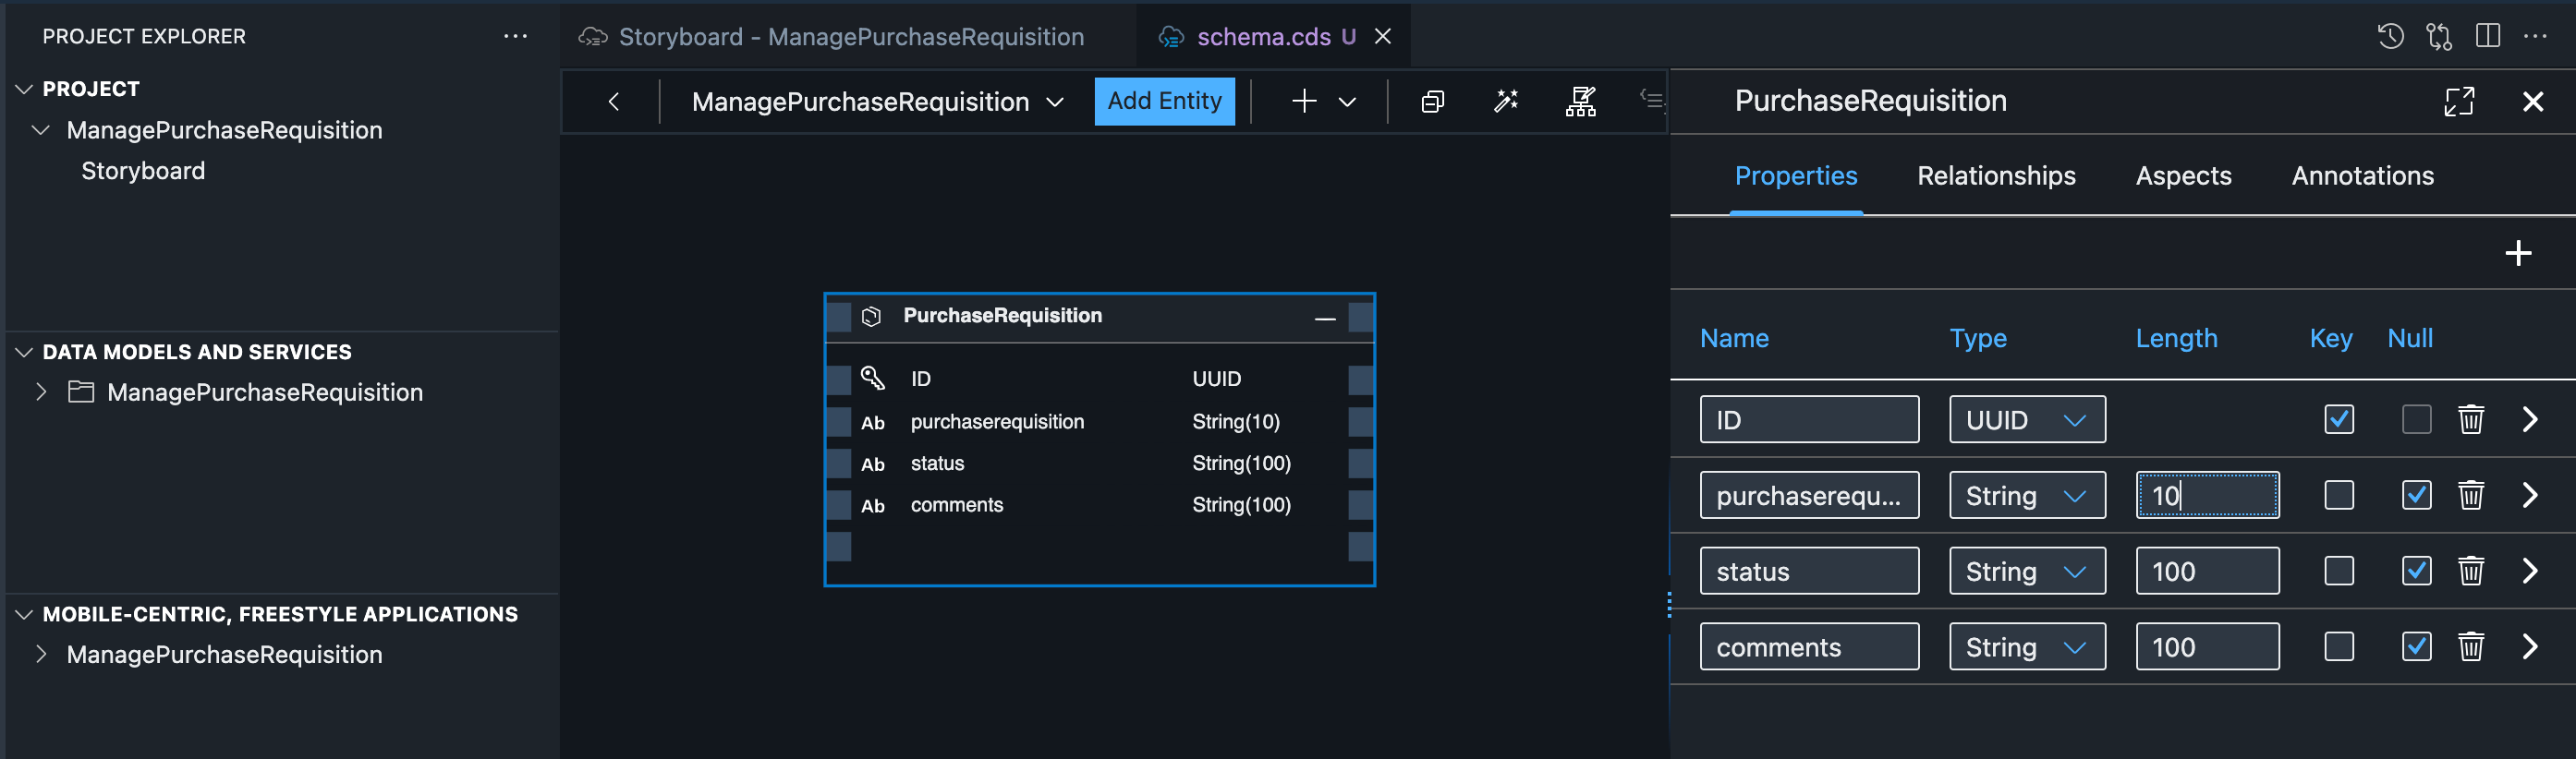 PROJECT EXPLORER
PROJECT
ManagePurchaseRequisition
Storyboard
DATA MODELS AND SERVICES
ManagePurchaseRequisition
MOBILE-CENTRIC, FREESTYLE APPLICATIONS
ManagePurchaseRequisition
Storyboard - ManagePurchaseRequisition
schema.cds U
ManagePurchaseRequisition
Add Entity
PurchaseRequisition
ID UUID
Ab purchaserequisition String(10)
Ab status String(100)
Ab comments String(100)
PurchaseRequisition
Properties Relationships Aspects Annotations
Name Type Length Key Null
ID UUID
purchaserequ... String 10
status String 100
comments String 100